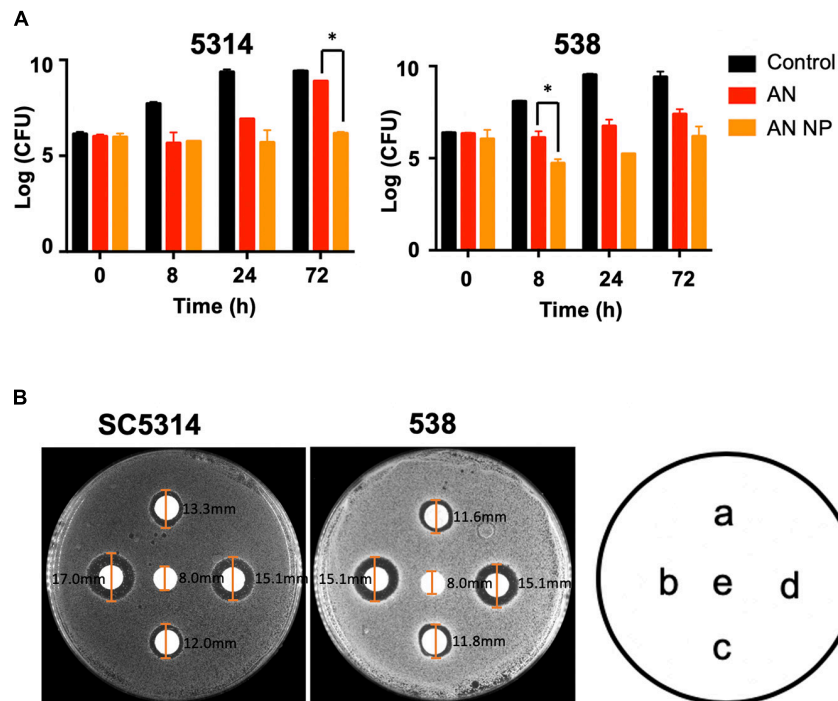 A
5314
538
Log (CFU)
10
5
0
0
8
24
72
Time (h)
*
Log (CFU)
10
5
0
0
8
24
72
Time (h)
*
Control
AN
AN NP
B
SC5314
538
13.3mm
17.0mm
8.0mm
15.1mm
12.0mm
11.6mm
15.1mm
8.0mm
15.1mm
11.8mm
a
b
e
d
c